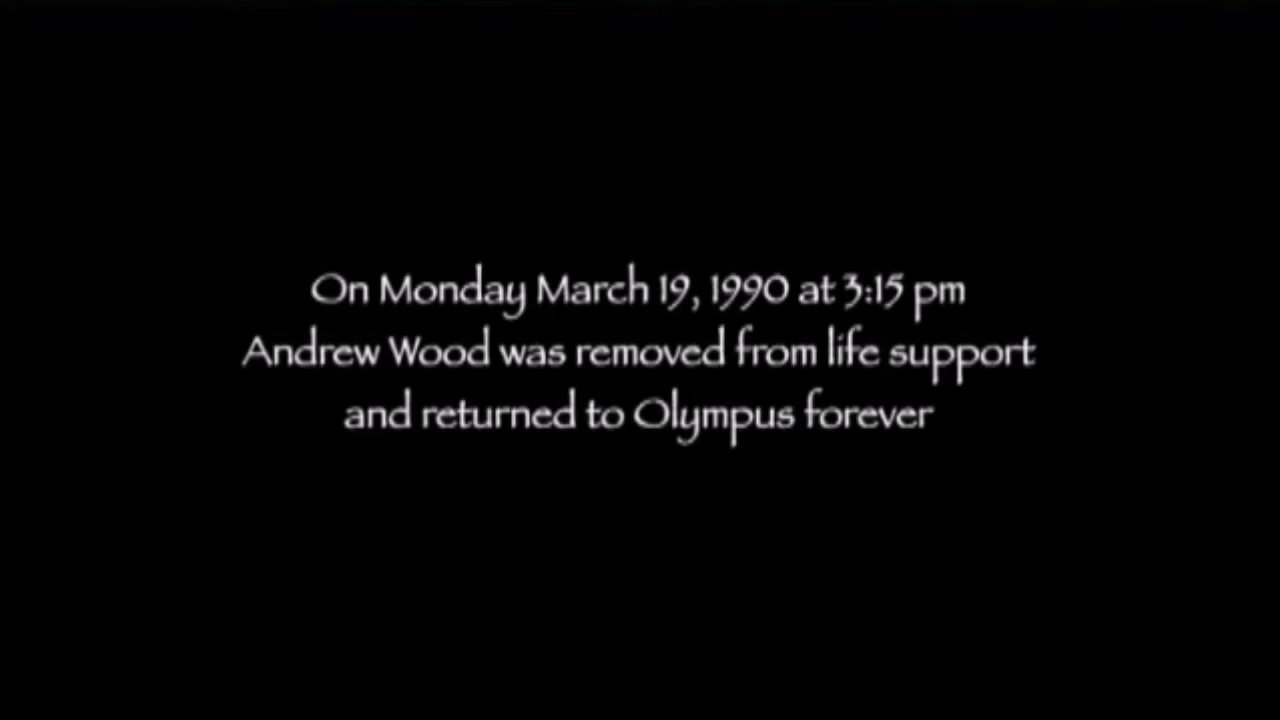 On Monday March 19, 1990 at 3:15 pm
Andrew Wood was removed from life support
and returned to Olympus forever